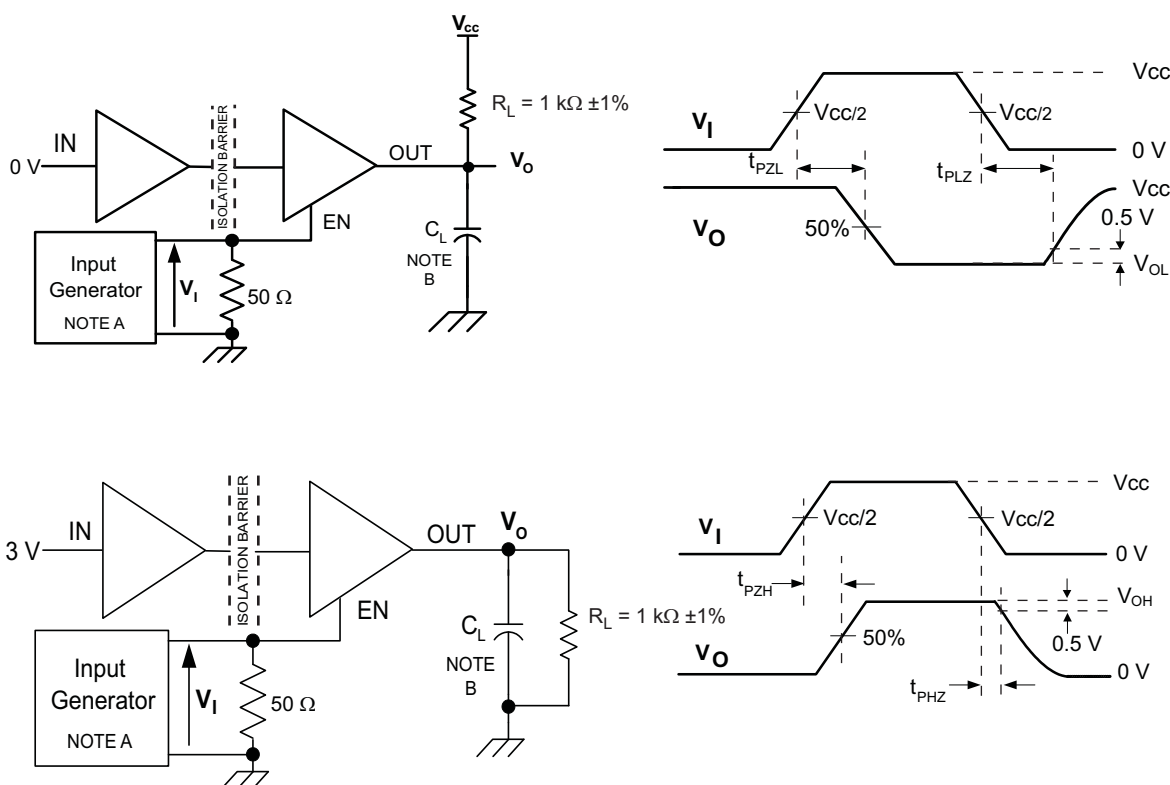 Vcc
R_L = 1 kΩ ±1%
IN
0 V
ISOLATION BARRIER
OUT
V_O
EN
C_L
NOTE
B
Input
Generator
NOTE A
V_I
50 Ω
V_I
Vcc/2
Vcc/2
Vcc
0 V
t_PZL
t_PLZ
V_O
50%
Vcc
0.5 V
V_OL
IN
3 V
ISOLATION BARRIER
OUT
V_O
EN
C_L
NOTE
B
R_L = 1 kΩ ±1%
Input
Generator
NOTE A
V_I
50 Ω
V_I
Vcc/2
Vcc/2
Vcc
0 V
t_PZH
V_O
50%
t_PHZ
V_OH
0.5 V
0 V